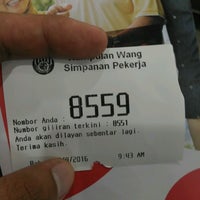 Kumpulan Wang
Simpanan Pekerja
Nombor Anda : 8559
Nombor giliran terkini : 8551
Anda akan dilayan sebentar lagi.
Terima kasih.
/2016 9:43 AM